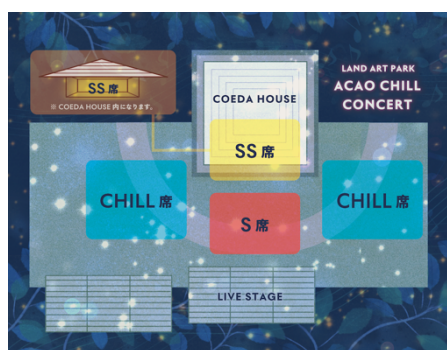 SS席
※ COEDA HOUSE 内になります。
COEDA HOUSE
LAND ART PARK
ACAO CHILL
CONCERT
SS席
CHILL席
S席
CHILL席
LIVE STAGE